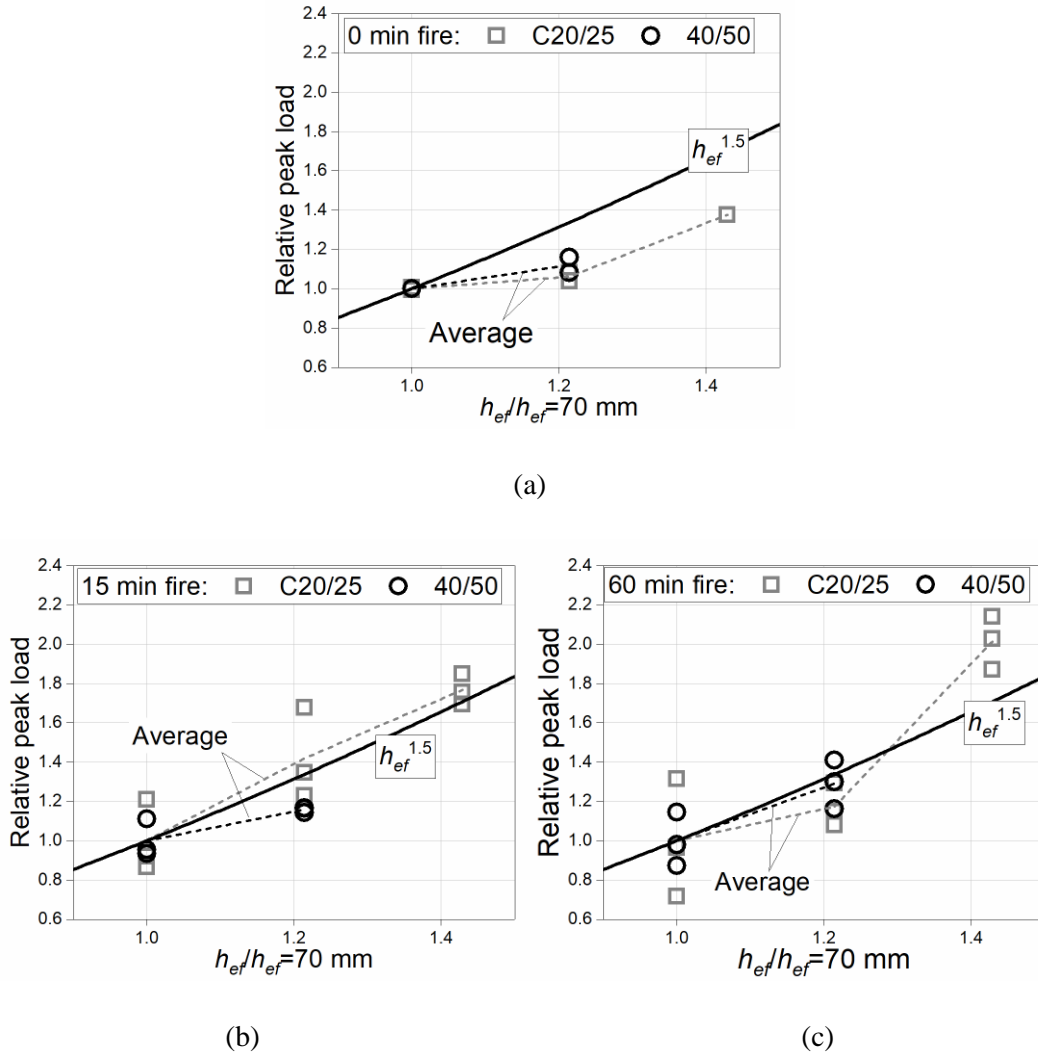 2.4
0 min fire: C20/25 40/50
2.2
2.0
1.8
1.6
1.4
1.2
1.0
0.8
0.6
Relative peak load
hef1.5
Average
1.0 1.2 1.4
hef/hef=70 mm
(a)
2.4
15 min fire: C20/25 40/50
2.2
2.0
1.8
1.6
1.4
1.2
1.0
0.8
0.6
Relative peak load
Average
hef1.5
1.0 1.2 1.4
hef/hef=70 mm
(b)
2.4
60 min fire: C20/25 40/50
2.2
2.0
1.8
1.6
1.4
1.2
1.0
0.8
0.6
Relative peak load
hef1.5
Average
1.0 1.2 1.4
hef/hef=70 mm
(c)